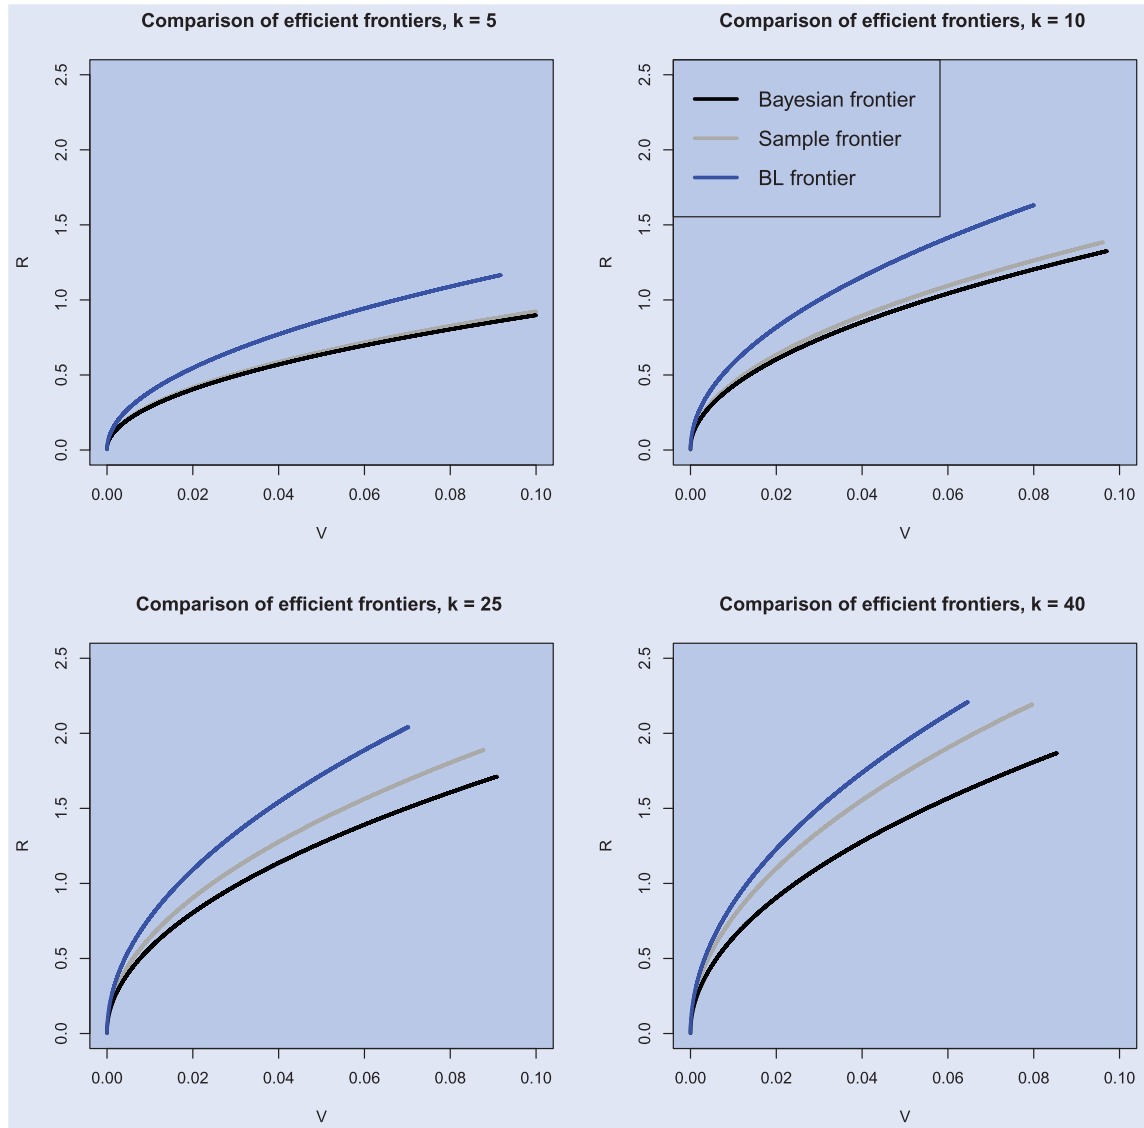 Comparison of efficient frontiers, k = 5
2.5
2.0
1.5
1.0
0.5
0.0
R
0.00 0.02 0.04 0.06 0.08 0.10
V
Comparison of efficient frontiers, k = 10
2.5
2.0
1.5
1.0
0.5
0.0
R
Bayesian frontier
Sample frontier
BL frontier
0.00 0.02 0.04 0.06 0.08 0.10
V
Comparison of efficient frontiers, k = 25
2.5
2.0
1.5
1.0
0.5
0.0
R
0.00 0.02 0.04 0.06 0.08 0.10
V
Comparison of efficient frontiers, k = 40
2.5
2.0
1.5
1.0
0.5
0.0
R
0.00 0.02 0.04 0.06 0.08 0.10
V